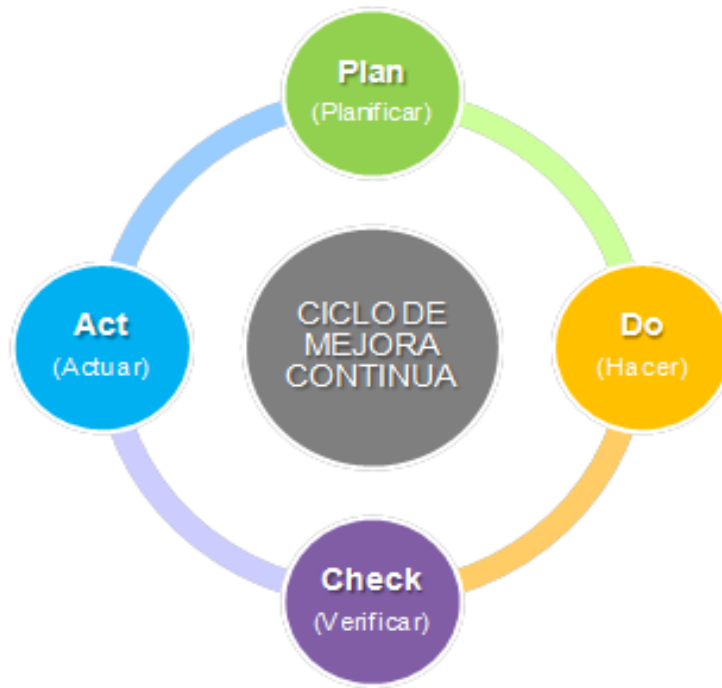 Plan
(Planificar)
Act
(Actuar)
CICLO DE
MEJORA
CONTINUA
Do
(Hacer)
Check
(Verificar)